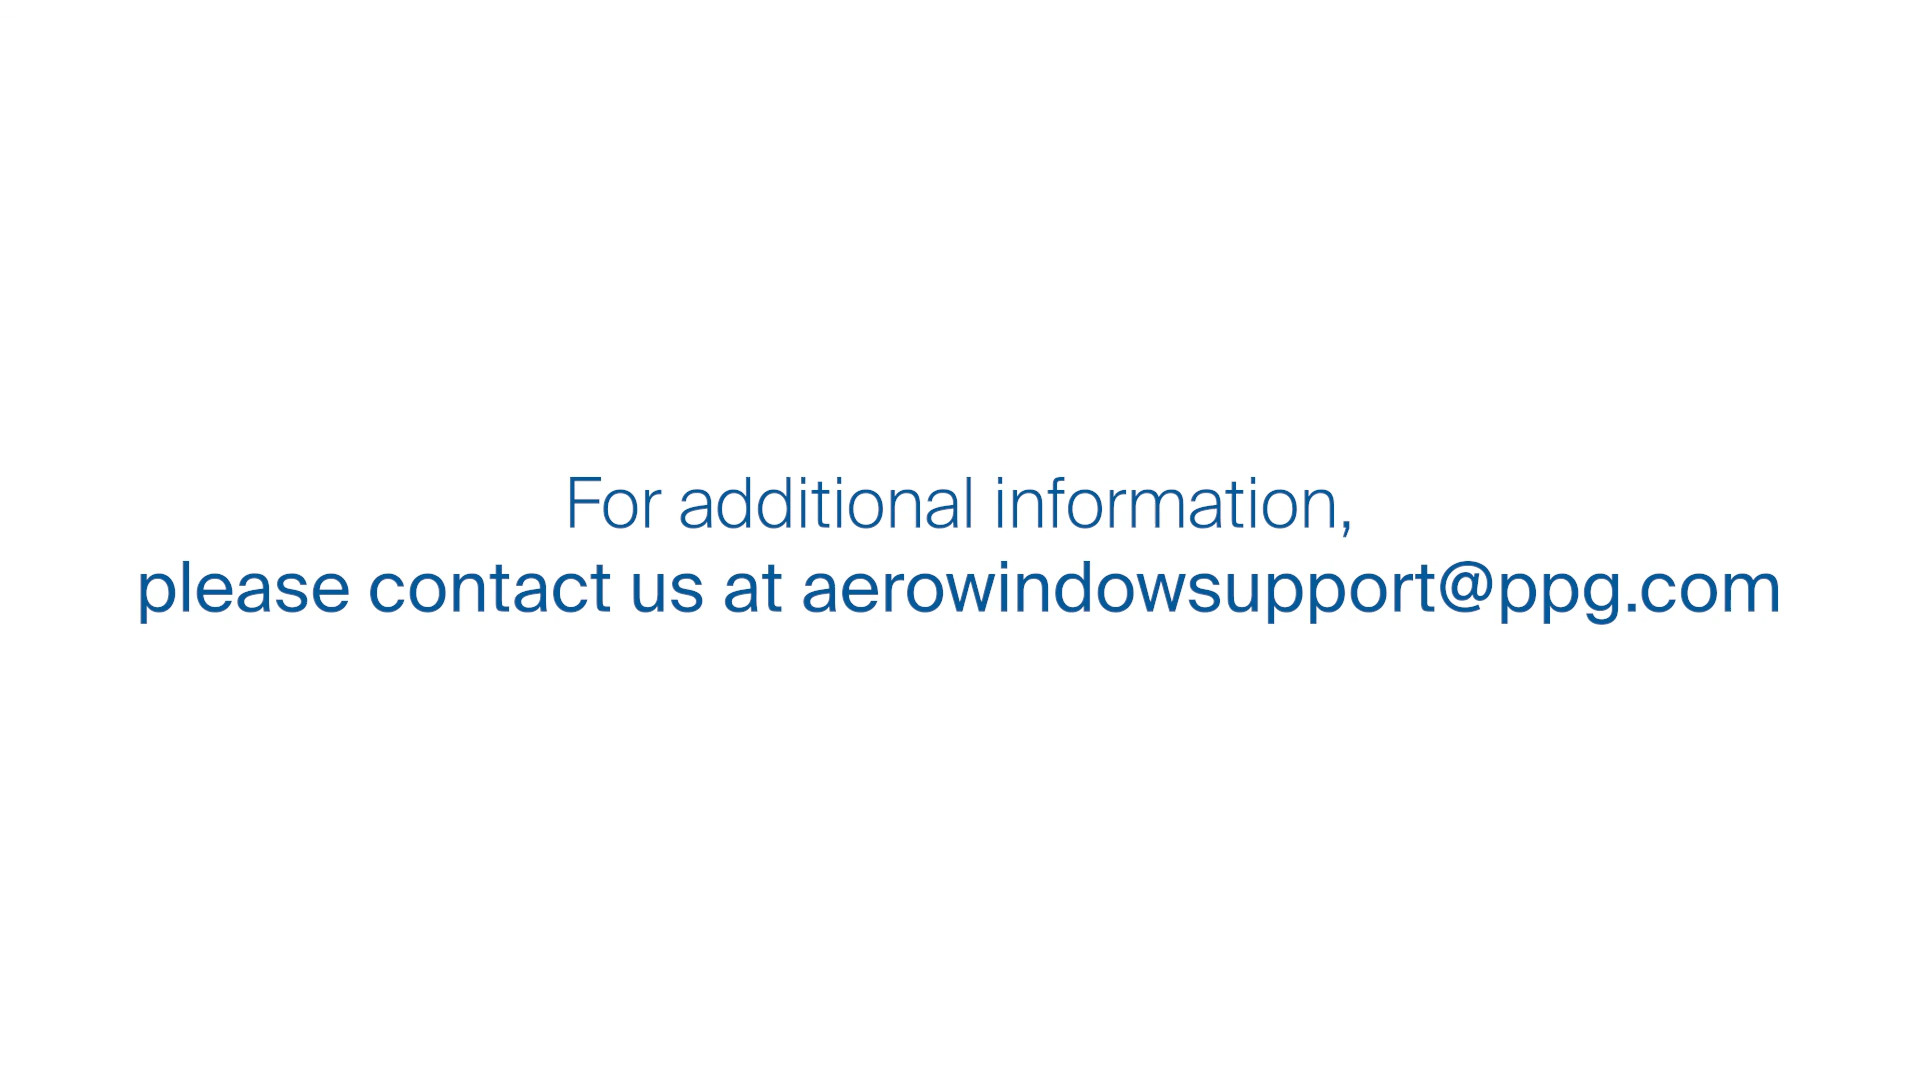 For additional information,
please contact us at aerowindowsupport@ppg.com